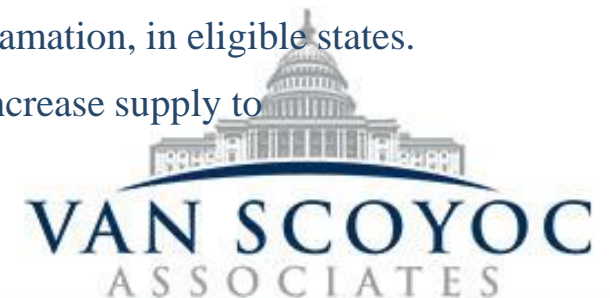 amation, in eligible states.
ncrease supply to
VAN SCOYOC
ASSOCIATES